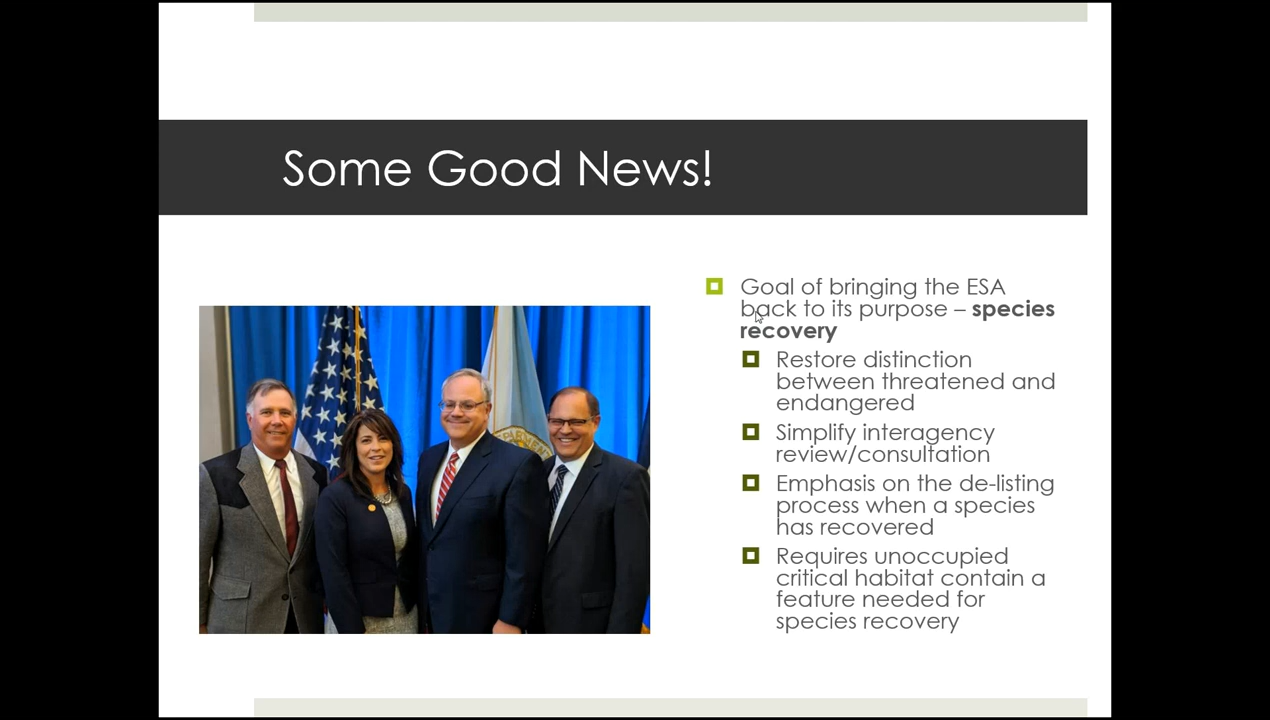 Some Good News!
Goal of bringing the ESA
back to its purpose – species
recovery
Restore distinction
between threatened and
endangered
Simplify interagency
review/consultation
Emphasis on the de-listing
process when a species
has recovered
Requires unoccupied
critical habitat contain a
feature needed for
species recovery